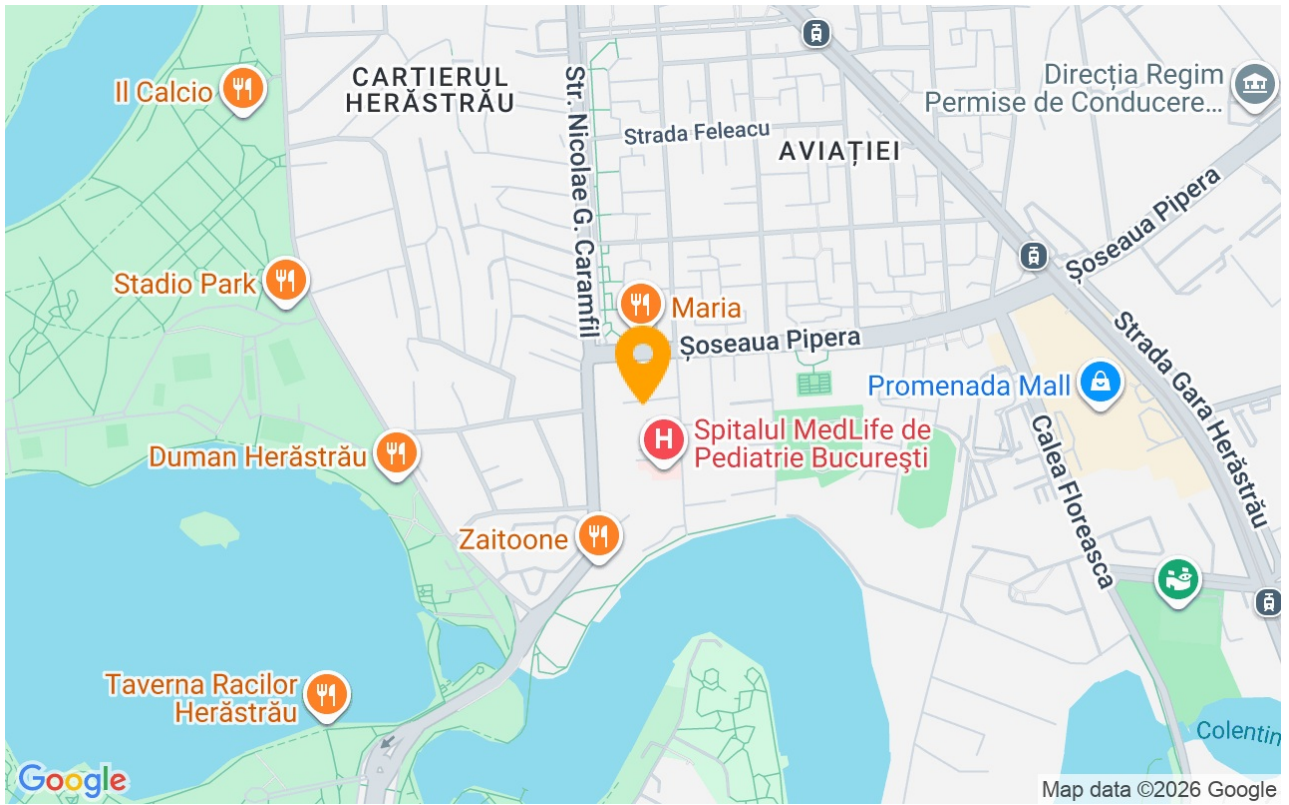 Il Calcio
CARTIERUL
HERĂSTRĂU
Str. Nicolae G. Caramfil
Strada Feleacu
AVIAȚIEI
Direcția Regim
Permise de Conducere...
Șoseaua Pipera
Stadio Park
Maria
Șoseaua Pipera
Promenada Mall
Strada Gara Herăstrău
Spitalul MedLife de
Pediatrie Bucureşti
Calea Floreasca
Duman Herăstrău
Zaitoone
Taverna Racilor
Herăstrău
Colentin
Google
Map data ©2026 Google